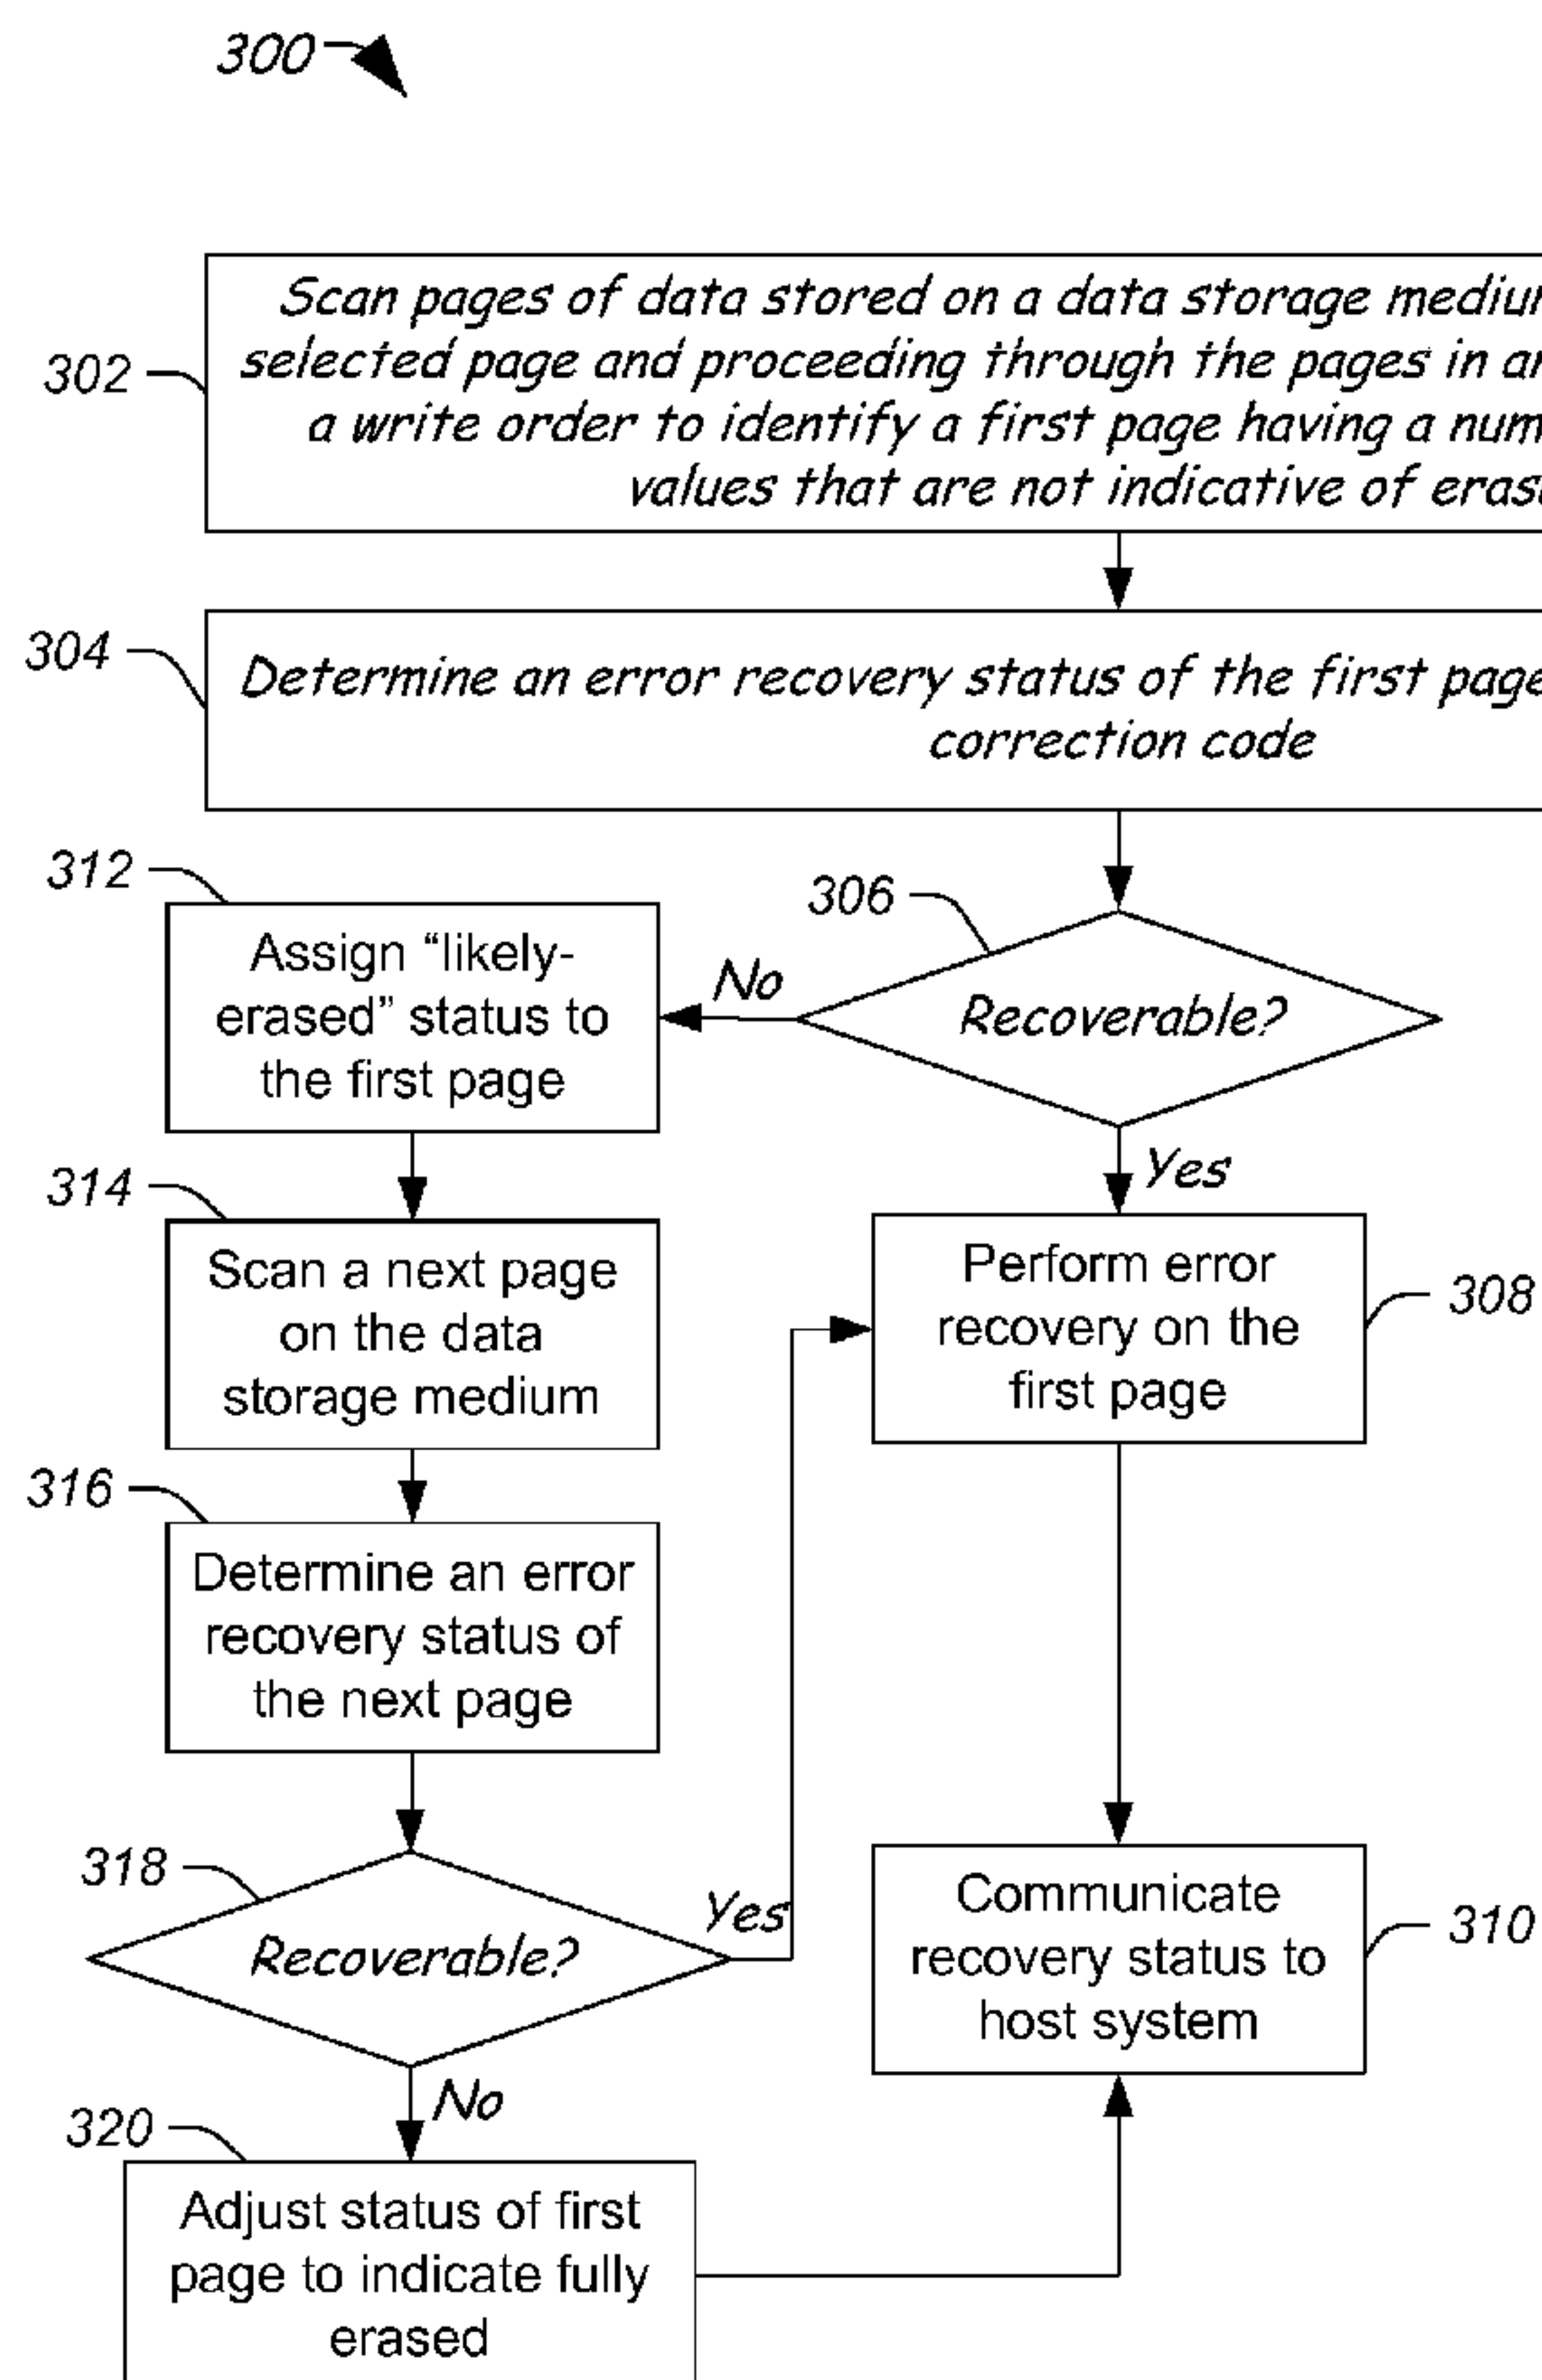 300
302
Scan pages of data stored on a data storage
selected page and proceeding through the pages in
a write order to identify a first page having a
values that are not indicative of
304
Determine an error recovery status of the first page
correction code
306
Recoverable?
No
Yes
312
Assign “likely-
erased” status to
the first page
314
Scan a next page
on the data
storage medium
316
Determine an error
recovery status of
the next page
318
Recoverable?
Yes
No
308
Perform error
recovery on the
first page
310
Communicate
recovery status to
host system
320
Adjust status of first
page to indicate fully
erased